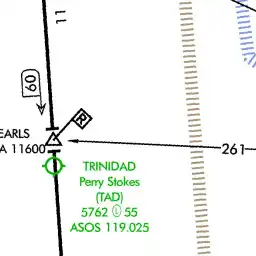 11
60
R
EARLS
A 11600
261
TRINIDAD
Perry Stokes
(TAD)
5762 Ⓛ 55
ASOS 119.025